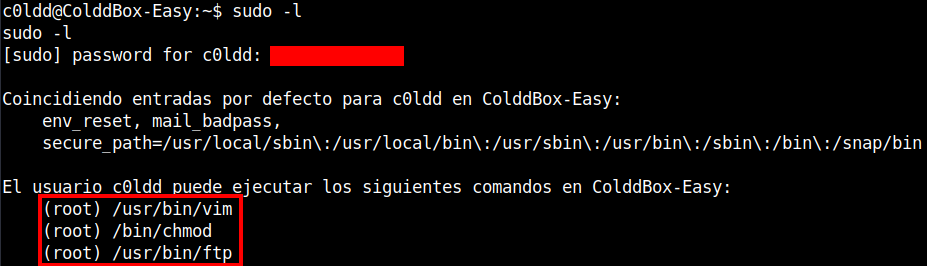 c0ldd@ColddBox-Easy:~$ sudo -l
sudo -l
[sudo] password for c0ldd:
Coincidiendo entradas por defecto para c0ldd en ColddBox-Easy:
env_reset, mail_badpass,
secure_path=/usr/local/sbin\:/usr/local/bin\:/usr/sbin\:/usr/bin\:/sbin\:/bin\:/snap/bin
El usuario c0ldd puede ejecutar los siguientes comandos en ColddBox-Easy:
(root) /usr/bin/vim
(root) /bin/chmod
(root) /usr/bin/ftp